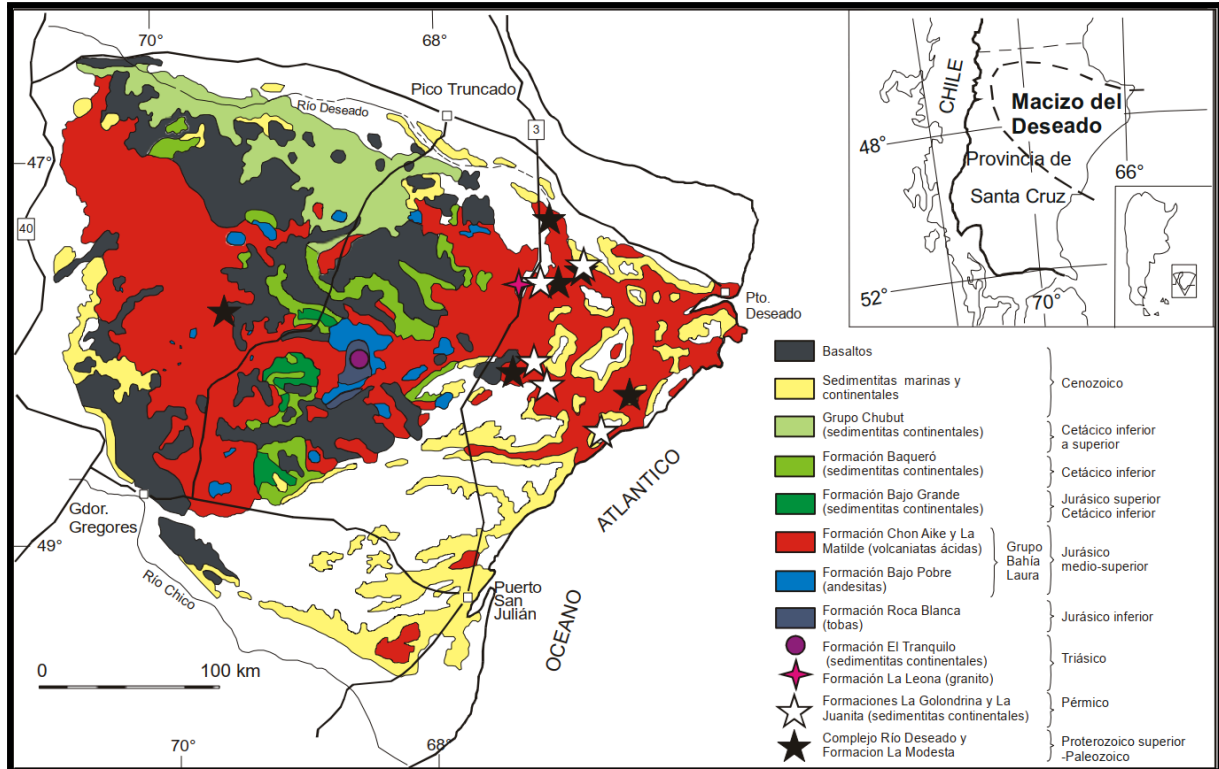 70°
68°
Pico Truncado
Río Deseado
3
47°
40
Pto.
Deseado
Gdor.
Gregores
49°
Río Chico
Puerto
San
Julián
ATLANTICO
OCEANO
0
100 km
70°
68°
CHILE
Macizo del
Deseado
48°
Provincia de
66°
Santa Cruz
52°
70°
Basaltos
Sedimentitas marinas y
continentales
Cenozoico
Grupo Chubut
(sedimentitas continentales)
Cetácico inferior
a superior
Formación Baqueró
(sedimentitas continentales)
Cetácico inferior
Formación Bajo Grande
(sedimentitas continentales)
Jurásico superior
Cetácico inferior
Formación Chon Aike y La
Matilde (volcaniatas ácidas)
Formación Bajo Pobre
(andesitas)
Grupo
Bahía
Laura
Jurásico
medio-superior
Formación Roca Blanca
(tobas)
Jurásico inferior
Formación El Tranquilo
(sedimentitas continentales)
Formación La Leona (granito)
Triásico
Formaciones La Golondrina y La
Juanita (sedimentitas continentales)
Pérmico
Complejo Río Deseado y
Formacion La Modesta
Proterozoico superior
-Paleozoico